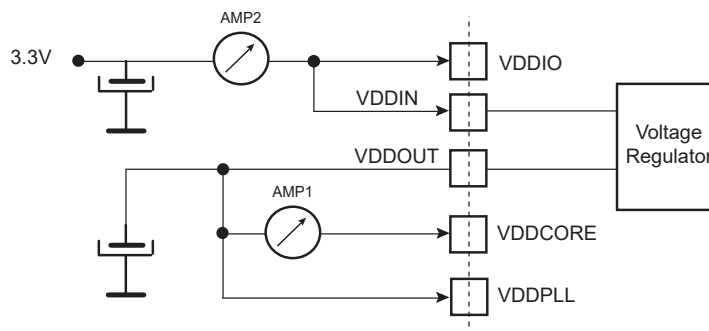 AMP2
3.3V
VDDIO
VDDIN
Voltage
Regulator
VDDOUT
AMP1
VDDCORE
VDDPLL